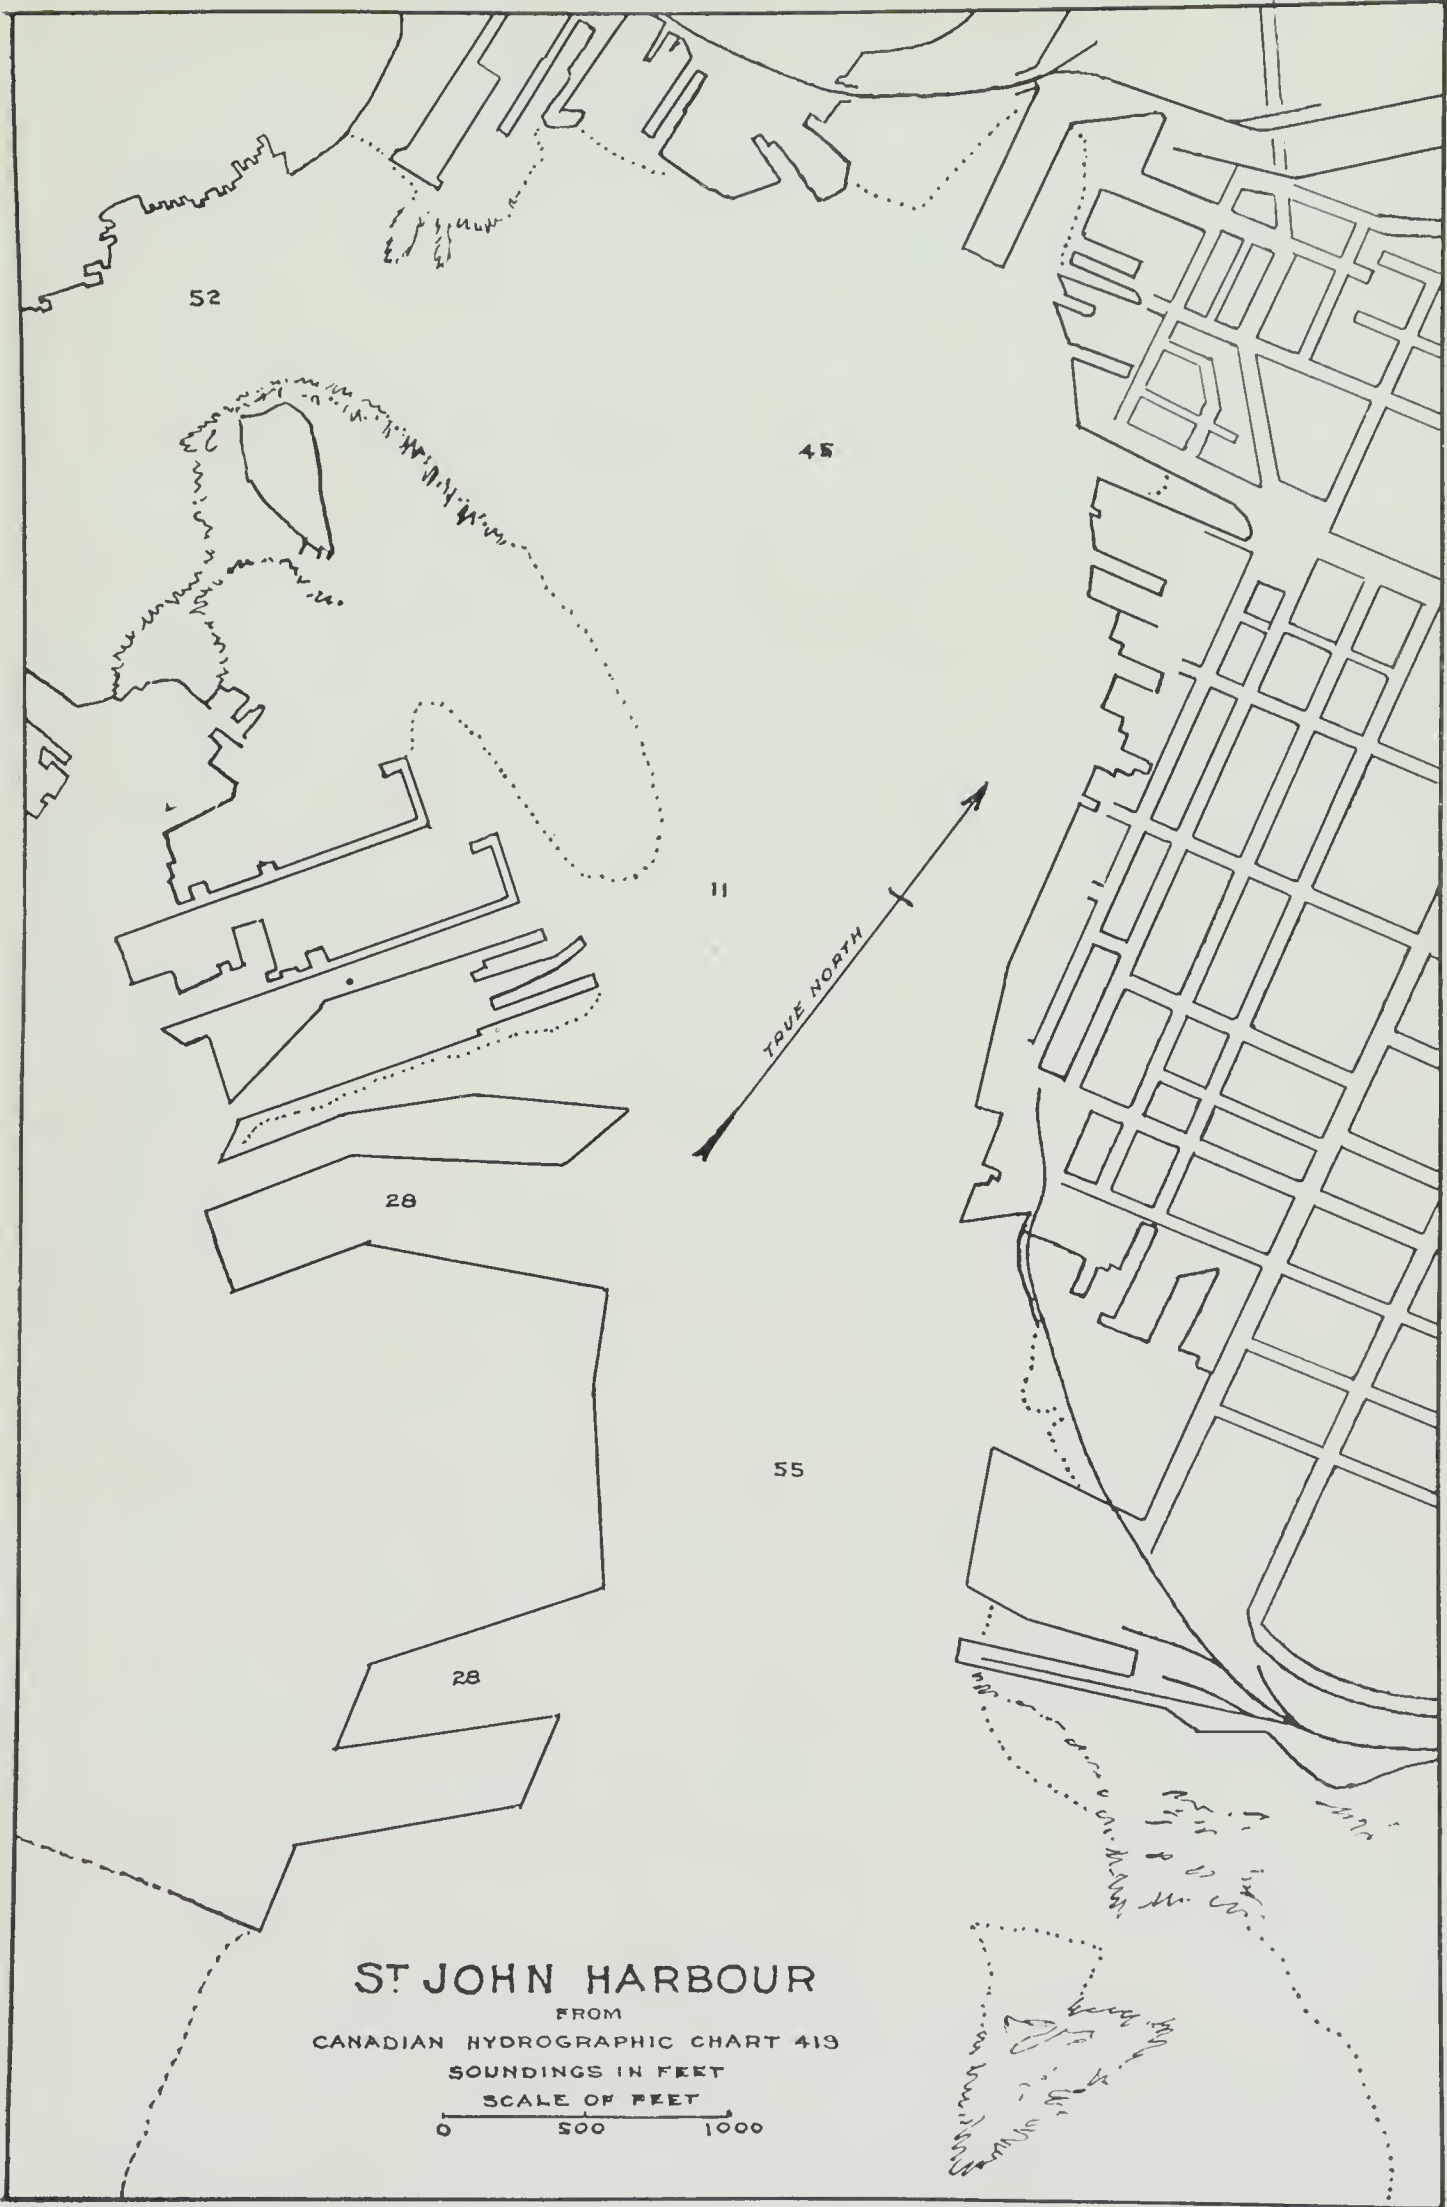 52
45
11
TRUE NORTH
28
55
28
ST. JOHN HARBOUR
FROM
CANADIAN HYDROGRAPHIC CHART 419
SOUNDINGS IN FEET
SCALE OF FEET
0 500 1000